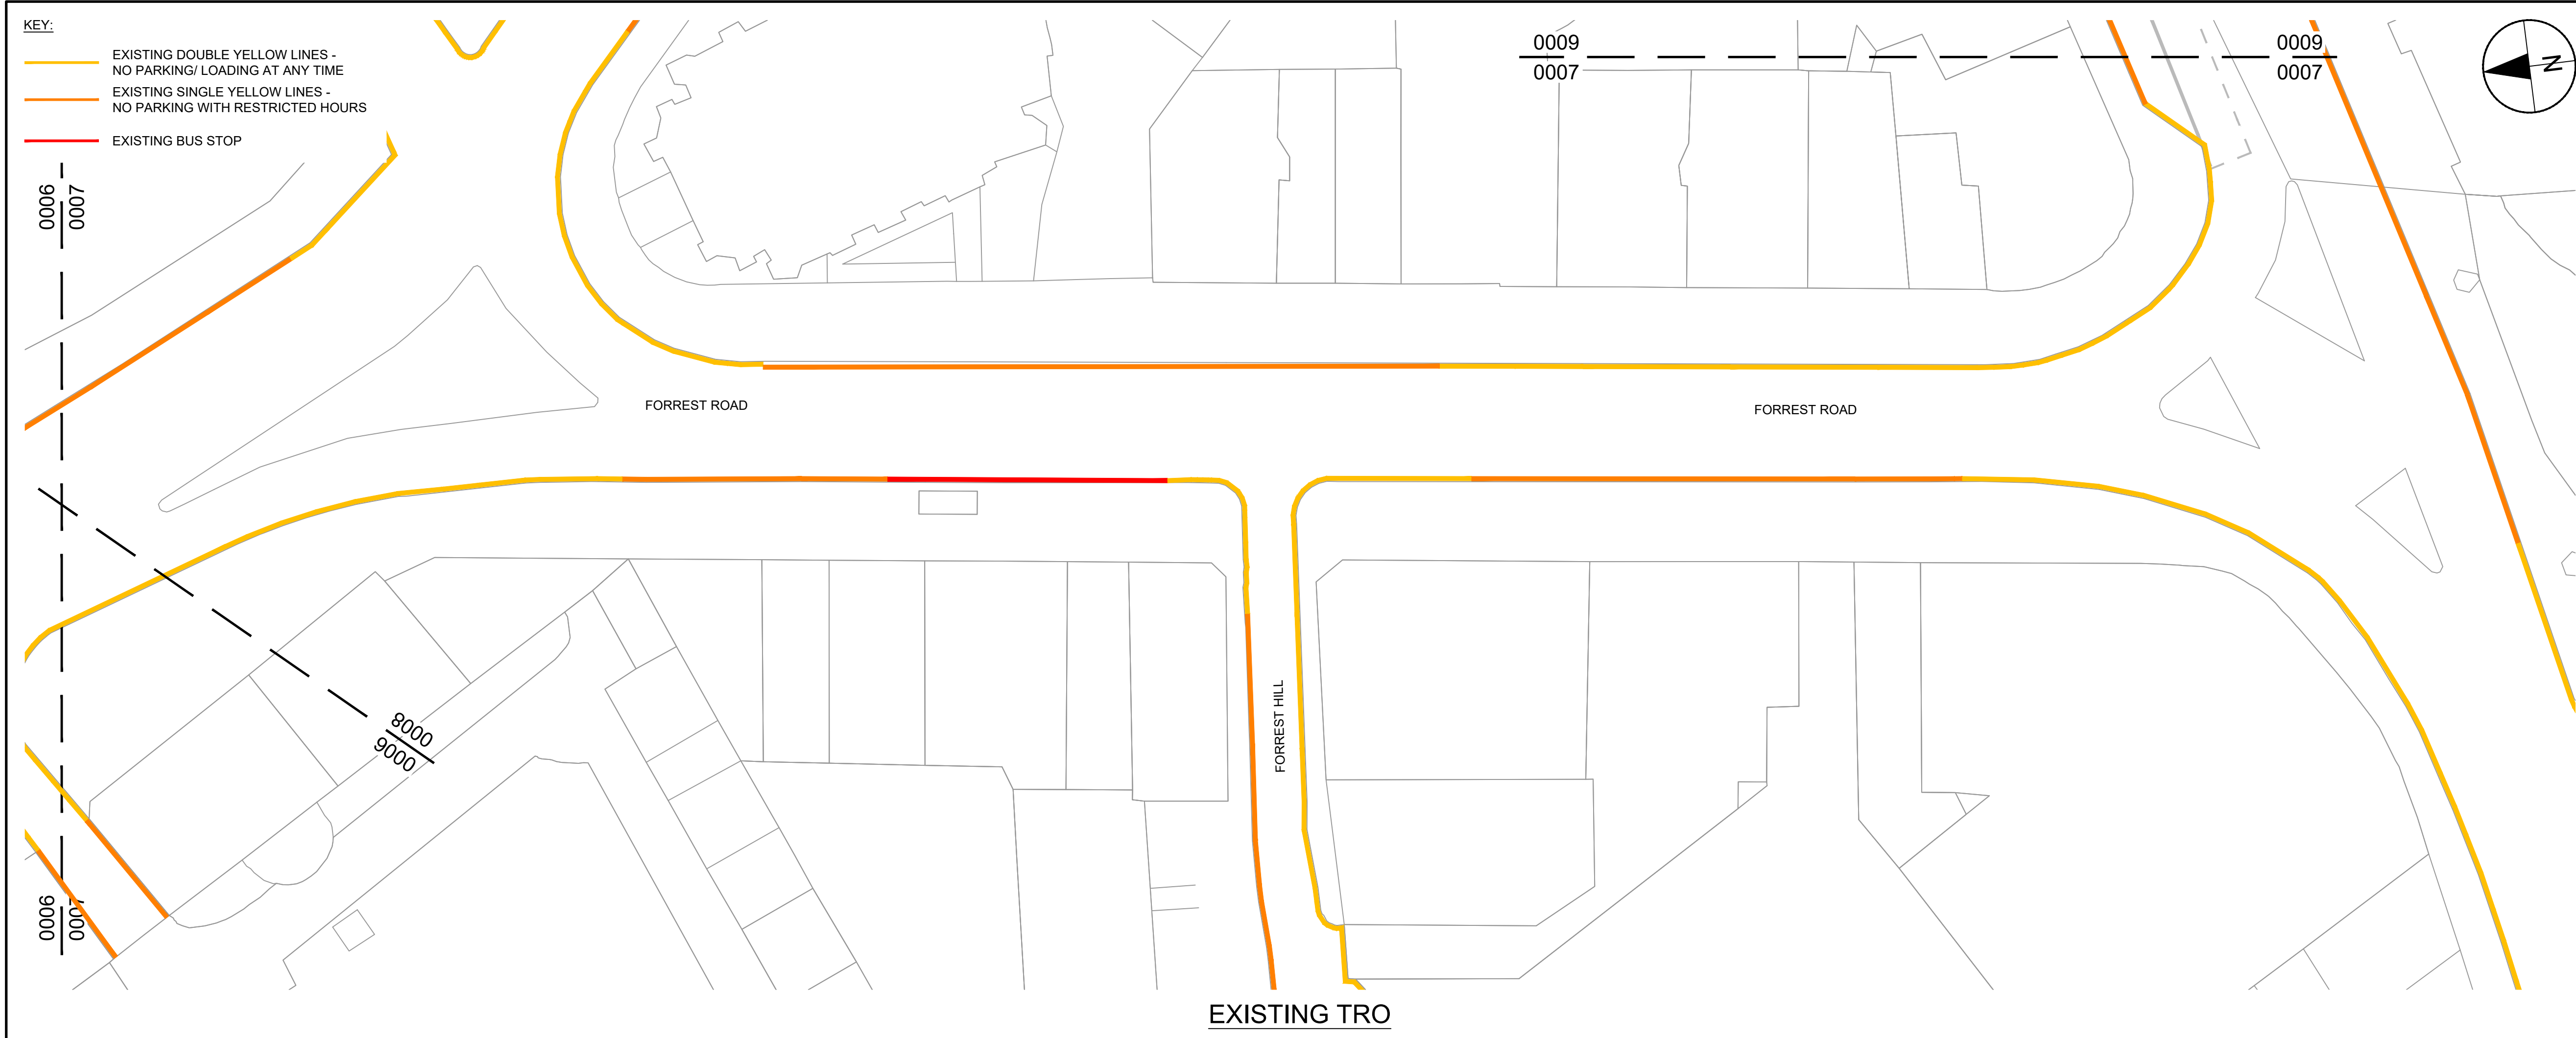 KEY:
EXISTING DOUBLE YELLOW LINES -
NO PARKING/ LOADING AT ANY TIME
EXISTING SINGLE YELLOW LINES -
NO PARKING WITH RESTRICTED HOURS
EXISTING BUS STOP
0009
0007
0009
0007
N
0006
0007
FORREST ROAD
FORREST ROAD
FORREST HILL
8000
9000
0006
0007
EXISTING TRO